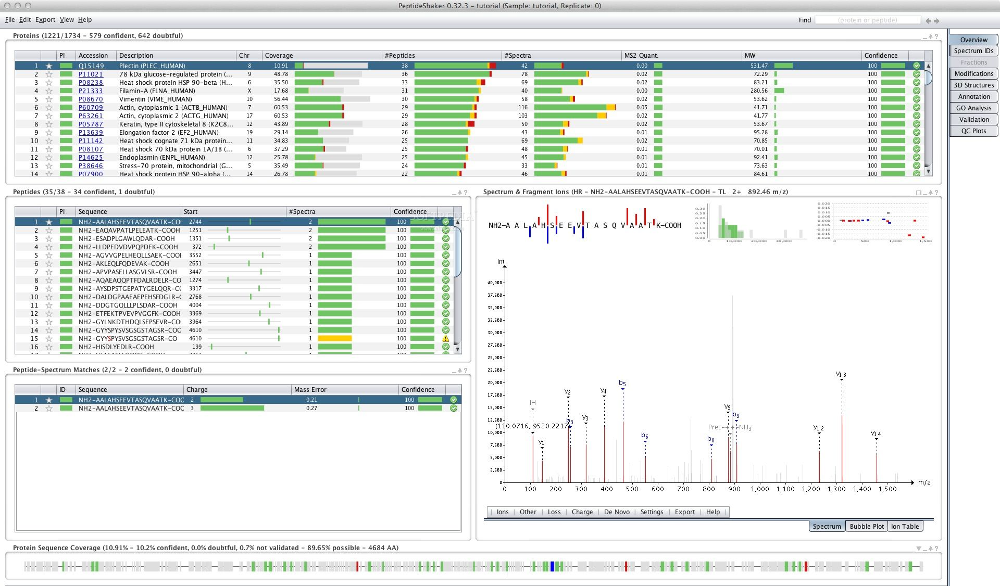 PeptideShaker 0.32.3 – tutorial (Sample: tutorial, Replicate: 0)
File Edit Export View Help
Find (protein or peptide)
Proteins (1221/1734 – 579 confident, 642 doubtful)
PI Accession Description Chr Coverage #Peptides #Spectra MS2 Quant. MW Confidence
1 Q15149 Plectin (PLEC_HUMAN) 8 10.91 38 42 0.00 531.47 100
2 P11021 78 kDa glucose-regulated protein (... 9 48.78 36 78 0.02 72.29 100
3 P08238 Heat shock protein HSP 90-beta (H... 6 35.50 33 69 0.02 83.21 100
4 P21333 Filamin-A (FLNA_HUMAN) X 17.68 31 40 0.00 280.56 100
5 P08670 Vimentin (VIME_HUMAN) 10 56.44 30 58 0.02 53.62 100
6 P60709 Actin, cytoplasmic 1 (ACTB_HUMAN) 7 60.53 29 116 0.05 41.71 100
7 P63261 Actin, cytoplasmic 2 (ACTG_HUMAN) 17 60.53 29 103 0.02 41.77 100
8 P05787 Keratin, type II cytoskeletal 8 (K2C8... 12 43.89 28 50 0.02 53.67 100
9 P13639 Elongation factor 2 (EF2_HUMAN) 19 29.14 26 43 0.01 95.28 100
10 P11142 Heat shock cognate 71 kDa protein... 11 34.83 25 69 0.02 70.85 100
11 P08107 Heat shock 70 kDa protein 1A/1B (... 6 37.29 25 48 0.01 70.01 100
12 P14625 Endoplasmin (ENPL_HUMAN) 12 25.78 25 45 0.01 92.41 100
13 P38646 Stress-70 protein, mitochondrial (G... 5 35.49 24 33 0.01 73.63 100
14 P07900 Heat shock protein HSP 90-alpha (... 14 26.78 22 46 0.01 84.61 100
Overview
Spectrum IDs
Fractions
Modifications
3D Structures
Annotation
GO Analysis
Validation
QC Plots
Peptides (35/38 – 34 confident, 1 doubtful)
PI Sequence Start #Spectra Confidence
1 NH2-AALAHSEEVTASQVAATK-CO 2744 2 100
2 NH2-EAQAVPATLPELEATK-COOH 1251 2 100
3 NH2-ESADPLGAWLQDAR-COOH 1351 2 100
4 NH2-LLDPEDVDVPQPDEK-COOH 372 2 100
5 NH2-AGVVGPELHEQLLSAEK-COO 3552 1 100
6 NH2-AKLEQLFQDEVAK-COOH 2651 1 100
7 NH2-APVPASELLASGVLSR-COOH 3447 1 100
8 NH2-AQAEAQQPTFDALRDELR-CO 1274 1 100
9 NH2-AYSDPSTGEPATYGELQQR-C 3317 1 100
10 NH2-DALDGPAAEAEPEHSFDGLR- 2768 1 100
11 NH2-DDGTGQLLLPLSDAR-COOH 4004 1 100
12 NH2-ETFEKTPVEVPVGGFK-COOH 3369 1 100
13 NH2-GYLNKDTHDQLSEPSEVR-CO 3964 1 100
14 NH2-GYYSPYSVSGSGSTAGSR-COO 4610 1 100
15 NH2-GYYSPYSVSGSGSTAGSR-CO 4610 1 100
16 NH2-HISDLYEDLR-COOH 199 1 100
SOFTPEDIA
Peptide-Spectrum Matches (2/2 – 2 confident, 0 doubtful)
ID Sequence Charge Mass Error Confidence
1 NH2-AALAHSEEVTASQVAATK-COO 2 0.21 100
2 NH2-AALAHSEEVTASQVAATK-COO 3 0.27 100
Spectrum & Fragment Ions (HR – NH2-AALAHSEEVTASQVAATK-COOH – TL 2+ 892.46 m/z)
NH2-A A L A H S E E V T A S Q V A A T K-COOH
0.30
0.25
0.20
0.15
0.10
0.05
0.00
0 10,000 20,000 30,000
0.020
0.015
0.010
0.005
0.000
-0.005
-0.010
-0.015
-0.020
0 500 1,000 1,500
Int
40,000
37,500
35,000
32,500
30,000
27,500
25,000
22,500
20,000
17,500
15,000
12,500
10,000
7,500
5,000
2,500
0
iH
(110.0716, 9520.2217)
y1
y2
b3
y3
y4
b5
b6
b8
y9
b9
Prec-++-NH3
y12
y13
y14
0 100 200 300 400 500 600 700 800 900 1,000 1,100 1,200 1,300 1,400 1,500 m/z
Ions Other Loss Charge De Novo Settings Export Help
Spectrum Bubble Plot Ion Table
Protein Sequence Coverage (10.91% – 10.2% confident, 0.0% doubtful, 0.7% not validated – 89.65% possible – 4684 AA)